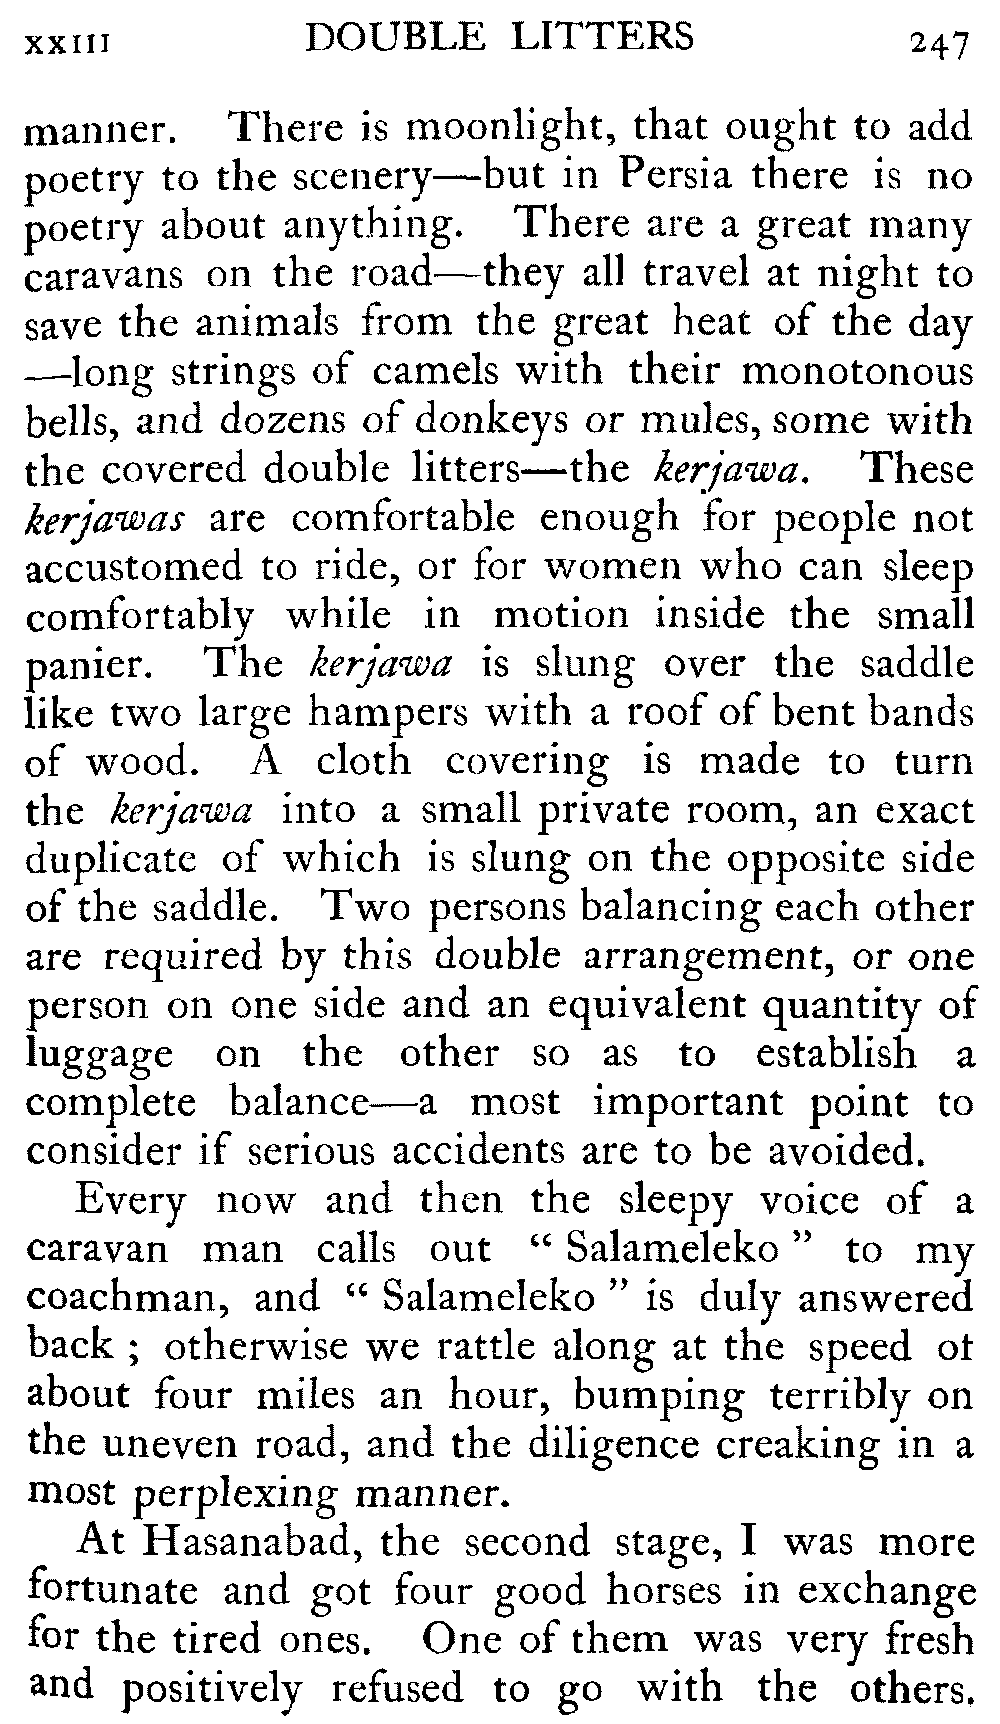 XXIII DOUBLE LITTERS 247
manner. There is moonlight, that ought to add
poetry to the scenery—but in Persia there is no
poetry about anything. There are a great many
caravans on the road—they all travel at night to
save the animals from the great heat of the day
—long strings of camels with their monotonous
bells, and dozens of donkeys or mules, some with
the covered double litters—the kerjawa. These
kerjawas are comfortable enough for people not
accustomed to ride, or for women who can sleep
comfortably while in motion inside the small
panier. The kerjawa is slung over the saddle
like two large hampers with a roof of bent bands
of wood. A cloth covering is made to turn
the kerjawa into a small private room, an exact
duplicate of which is slung on the opposite side
of the saddle. Two persons balancing each other
are required by this double arrangement, or one
person on one side and an equivalent quantity of
luggage on the other so as to establish a
complete balance—a most important point to
consider if serious accidents are to be avoided.
Every now and then the sleepy voice of a
caravan man calls out “ Salameleko ” to my
coachman, and “ Salameleko ” is duly answered
back ; otherwise we rattle along at the speed of
about four miles an hour, bumping terribly on
the uneven road, and the diligence creaking in a
most perplexing manner.
At Hasanabad, the second stage, I was more
fortunate and got four good horses in exchange
for the tired ones. One of them was very fresh
and positively refused to go with the others.